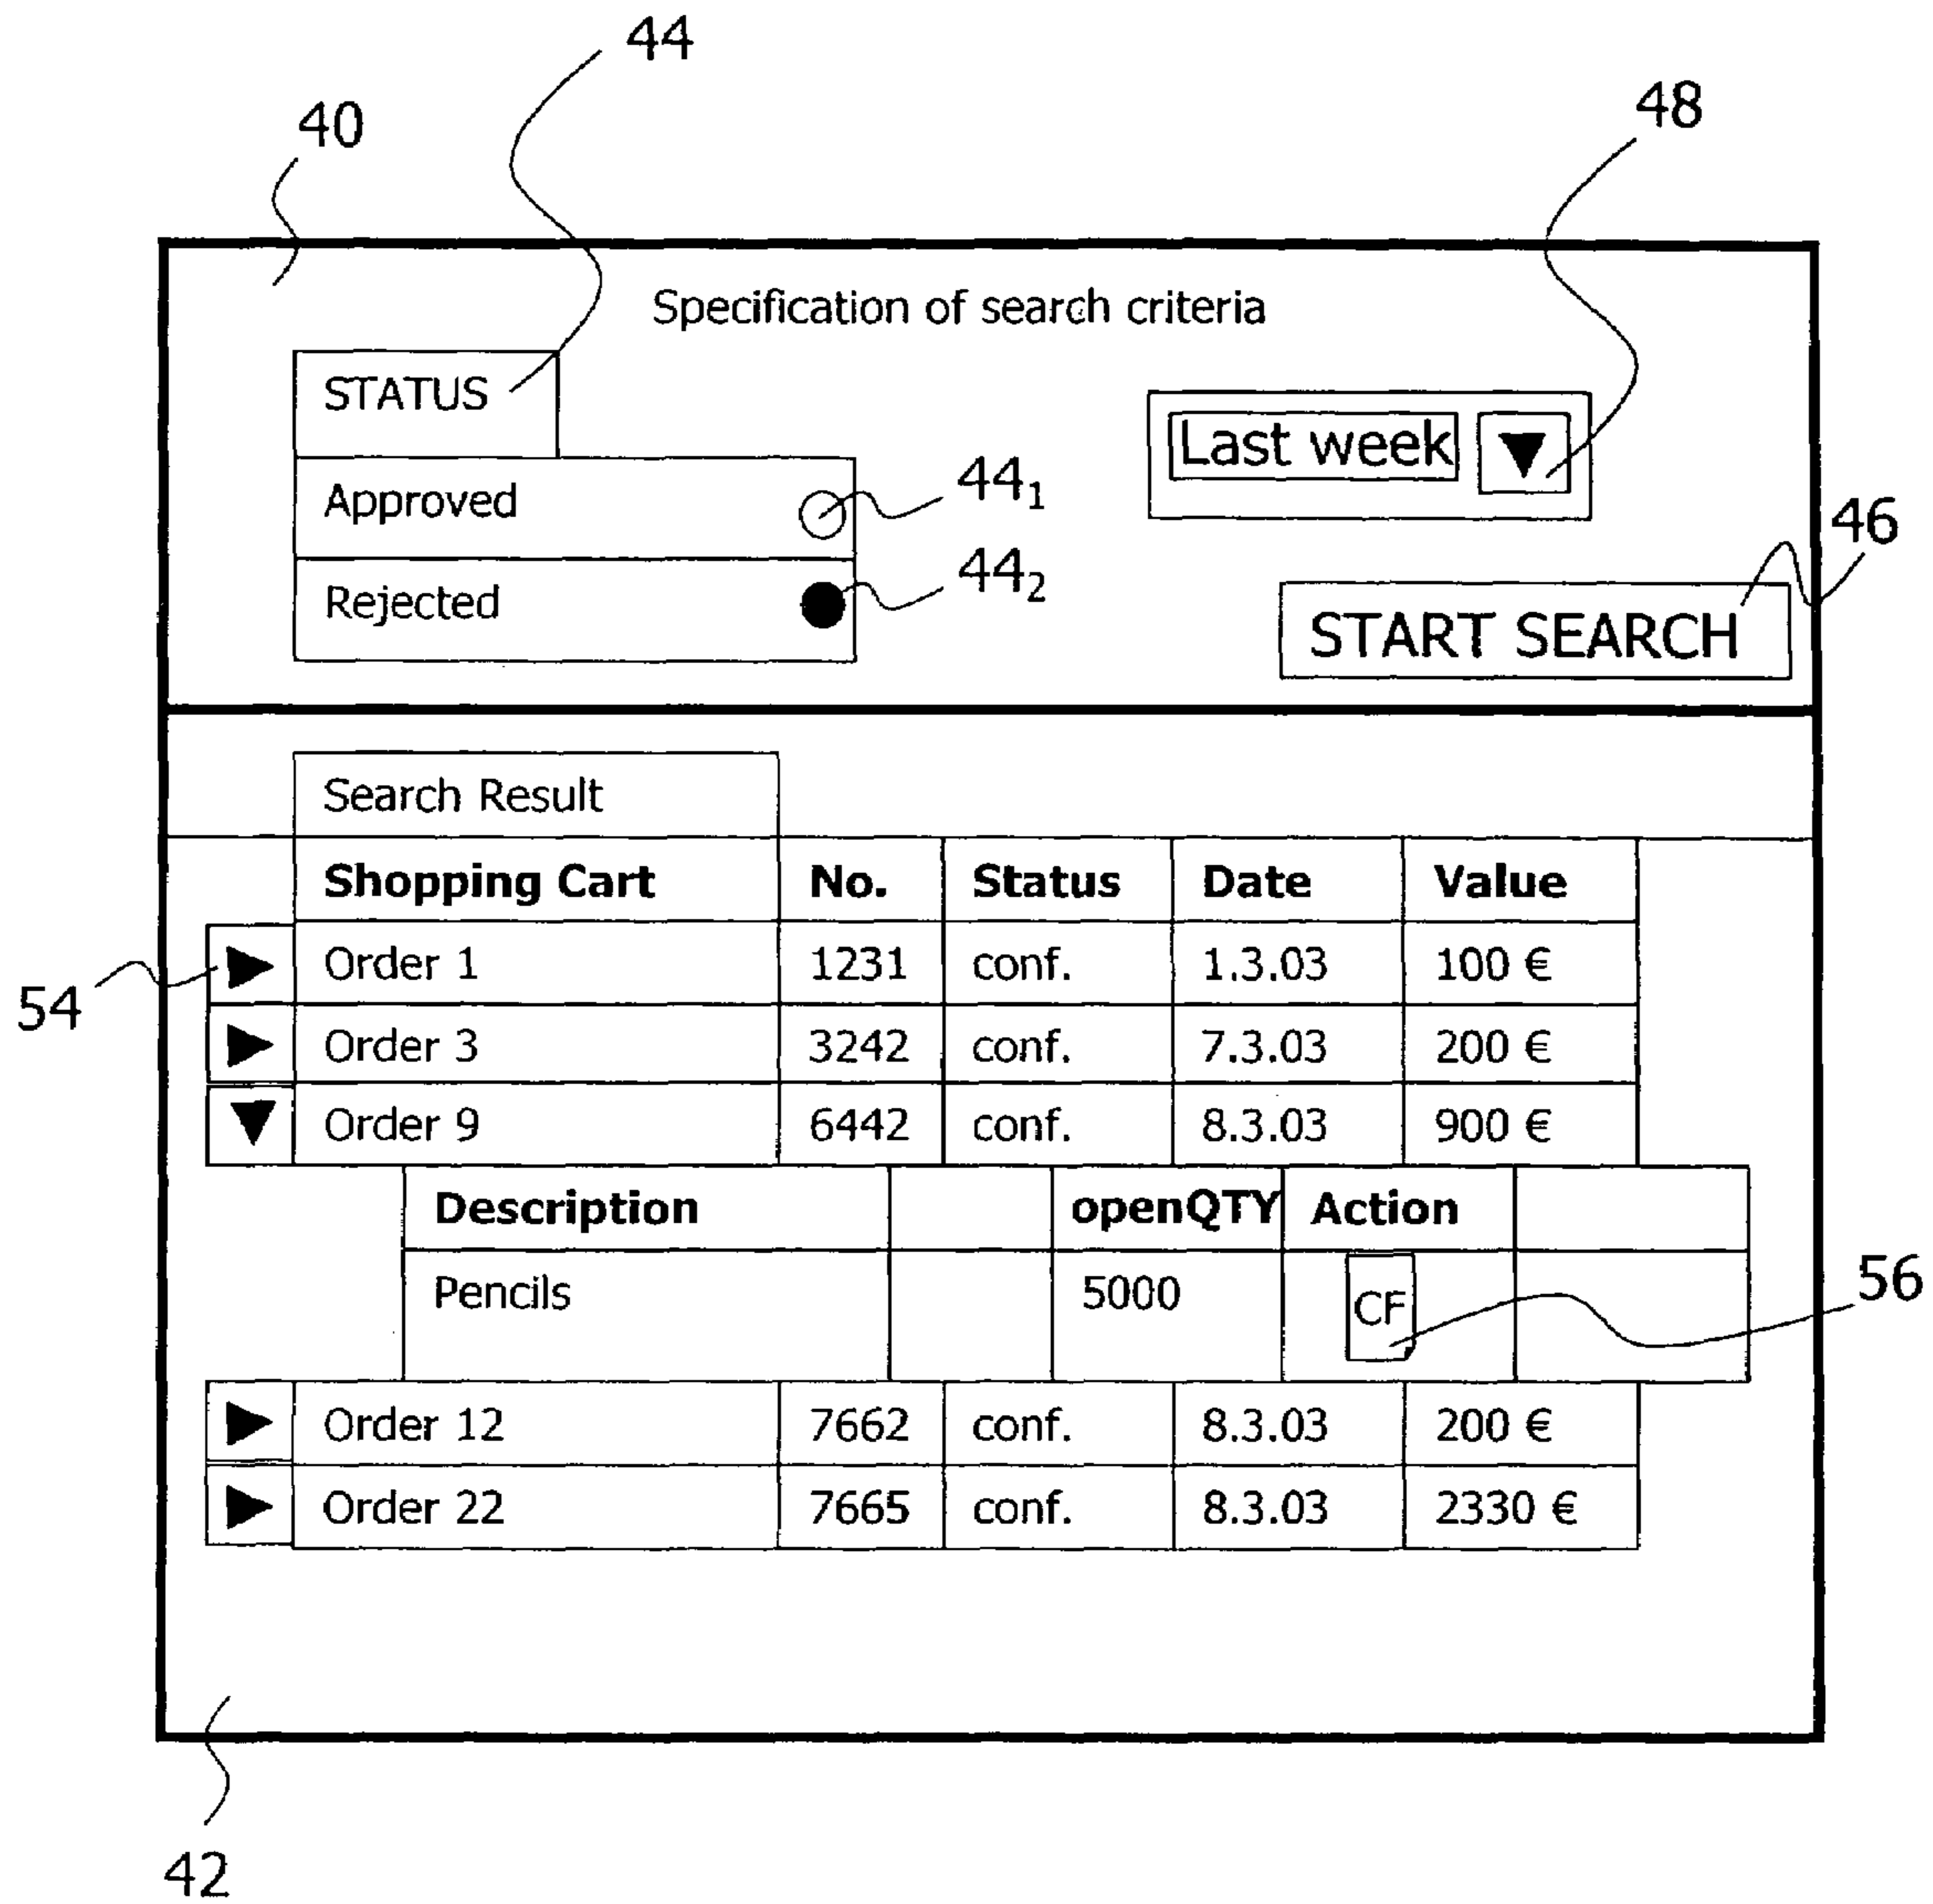 44
40
48
Specification of search criteria
STATUS
Last week
Approved
44₁
46
Rejected
44₂
START SEARCH
Search Result
Shopping Cart No. Status Date Value
Order 1 1231 conf. 1.3.03 100 €
54
Order 3 3242 conf. 7.3.03 200 €
Order 9 6442 conf. 8.3.03 900 €
Description openQTY Action
Pencils 5000 CF
56
Order 12 7662 conf. 8.3.03 200 €
Order 22 7665 conf. 8.3.03 2330 €
42